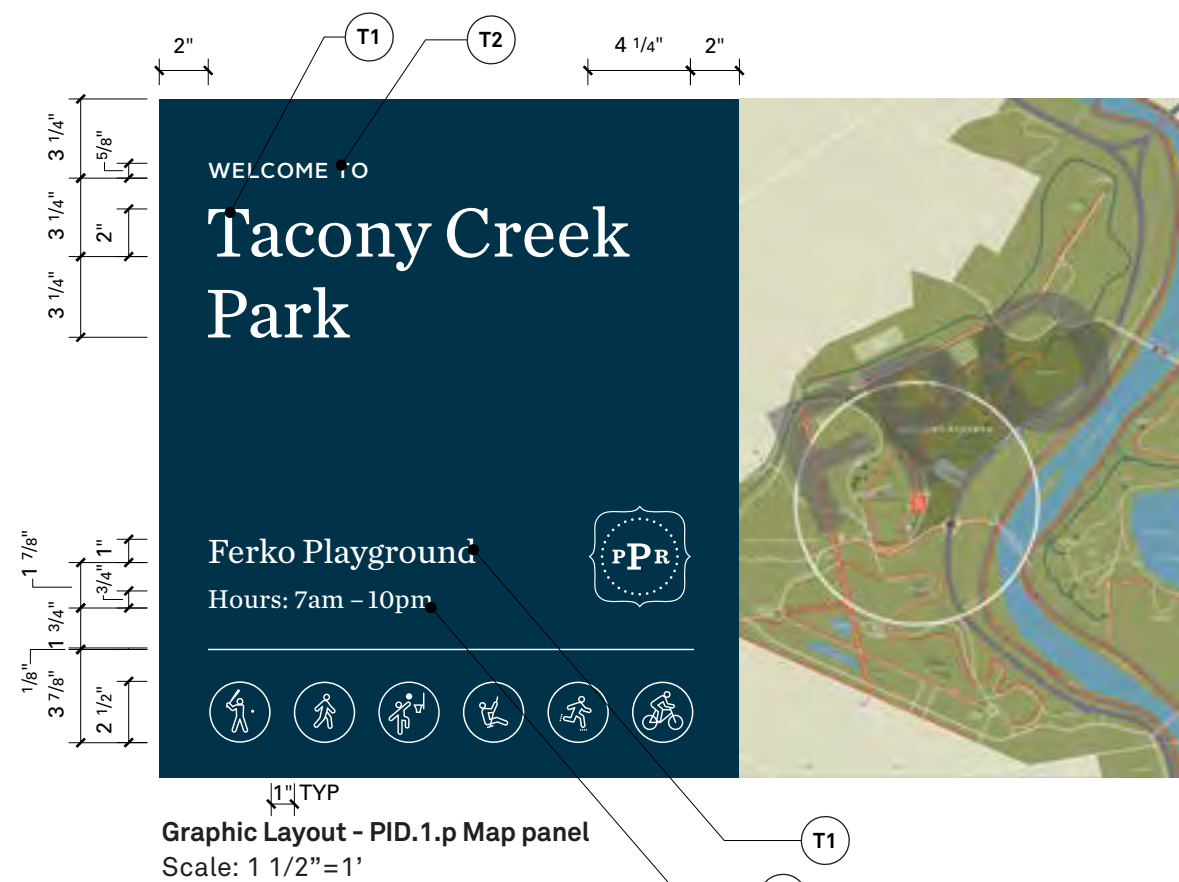 T1
T2
2"
4 1/4"
2"
3 1/4"
5/8"
WELCOME TO
3 1/4"
2"
Tacony Creek
3 1/4"
Park
1 7/8"
1"
Ferko Playground
PPR
3/4"
Hours: 7am – 10pm
1 3/4"
1/8"
3 7/8"
2 1/2"
1" TYP
Graphic Layout - PID.1.p Map panel
T1
Scale: 1 1/2”=1’